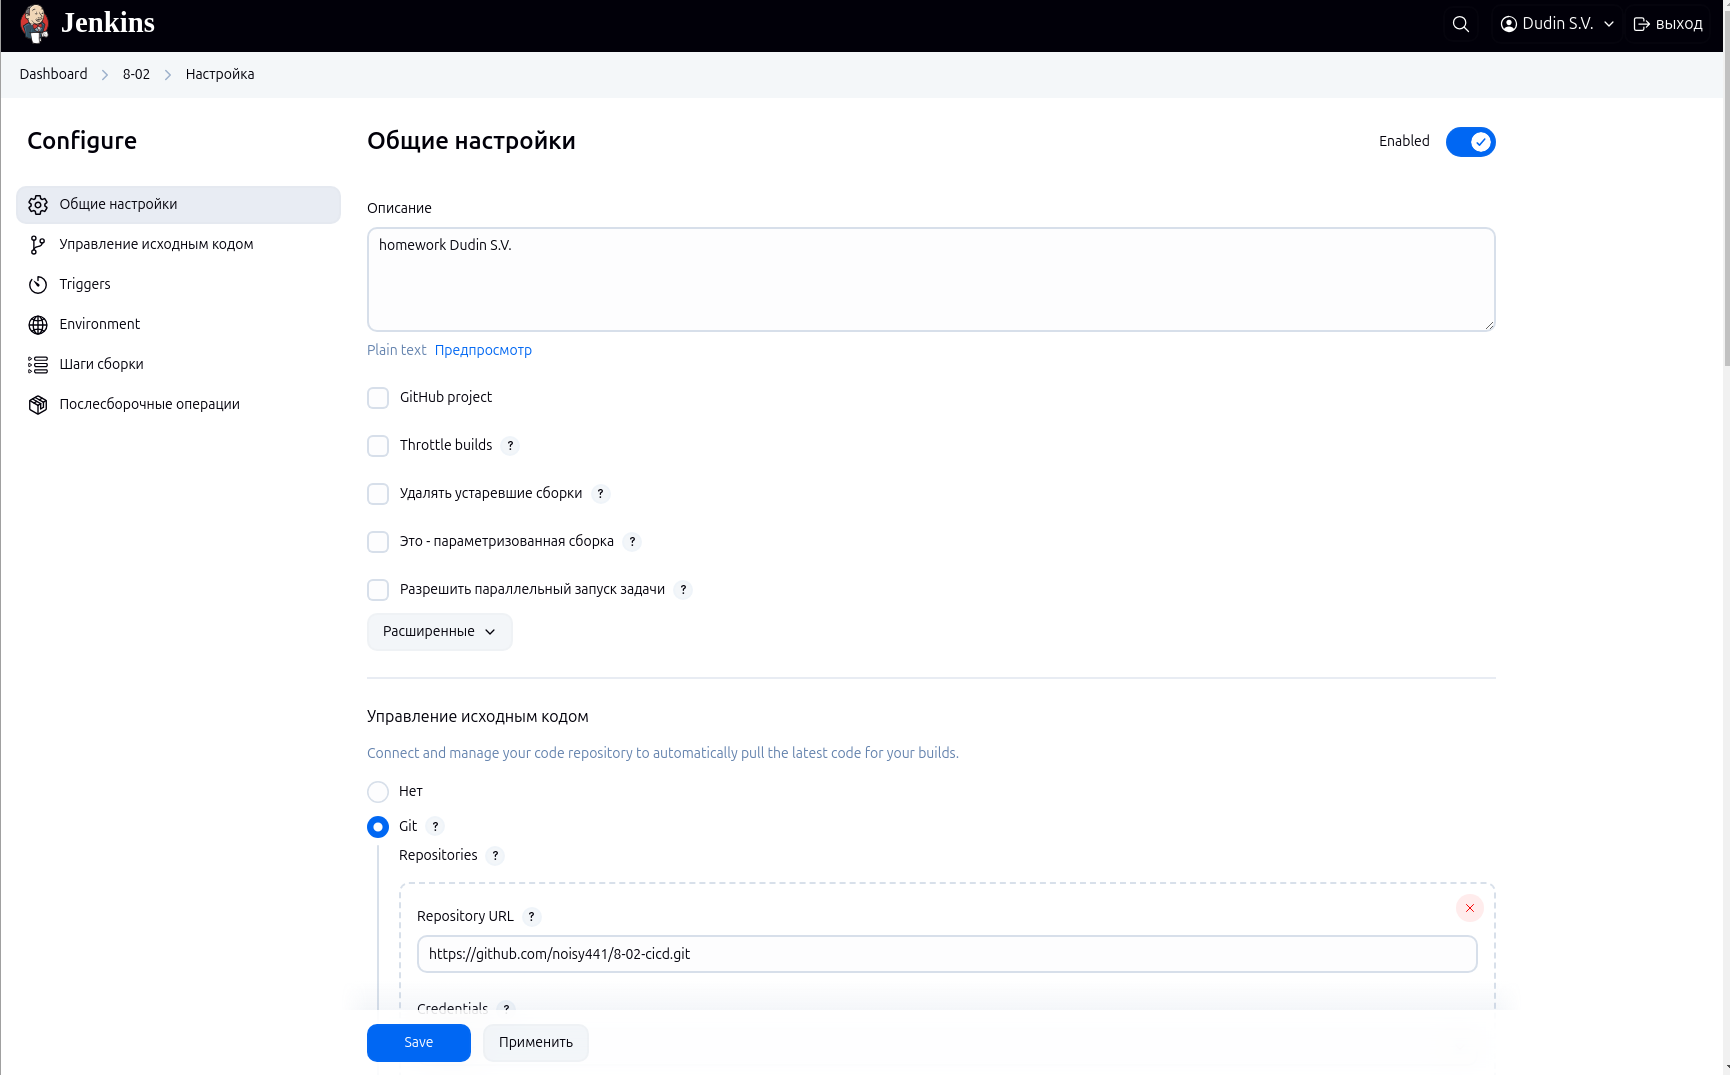 Jenkins
Dudin S.V.
выход
Dashboard
8-02
Настройка
Configure
Общие настройки
Управление исходным кодом
Triggers
Environment
Шаги сборки
Послесборочные операции
Общие настройки
Enabled
Описание
homework Dudin S.V.
Plain text Предпросмотр
GitHub project
Throttle builds ?
Удалять устаревшие сборки ?
Это - параметризованная сборка ?
Разрешить параллельный запуск задачи ?
Расширенные
Управление исходным кодом
Connect and manage your code repository to automatically pull the latest code for your builds.
Нет
Git ?
Repositories ?
Repository URL ?
https://github.com/noisy441/8-02-cicd.git
Credentials ?
Save
Применить